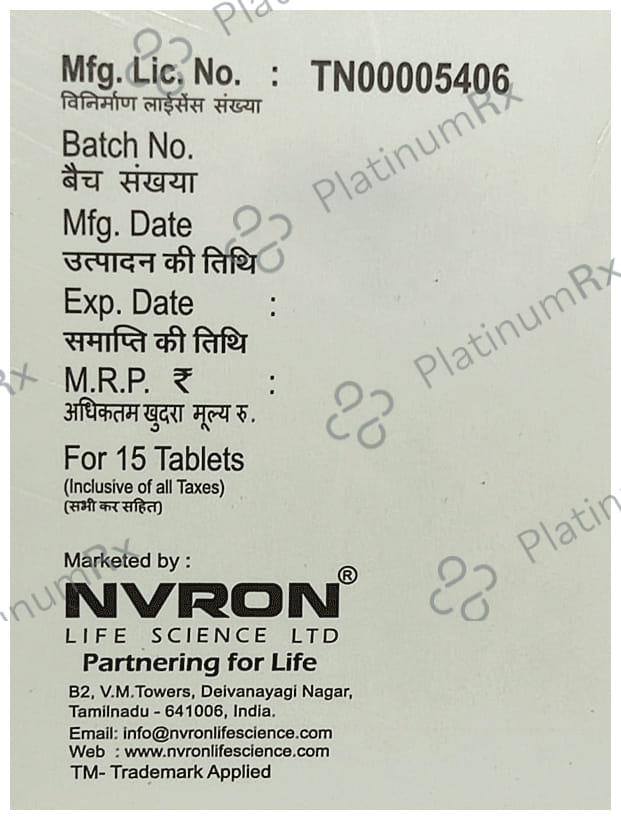 Mfg. Lic. No. : TN00005406
विनिर्माण लाईसेंस संख्या
Batch No.
बैच संखया
Mfg. Date
उत्पादन की तिथि
Exp. Date :
समाप्ति की तिथि
M.R.P. ₹ :
अधिकतम खुदरा मूल्य रु.
For 15 Tablets
(Inclusive of all Taxes)
(सभी कर सहित)
Marketed by :
NVRON®
LIFE SCIENCE LTD
Partnering for Life
B2, V.M.Towers, Deivanayagi Nagar,
Tamilnadu - 641006, India.
Email: info@nvronlifescience.com
Web : www.nvronlifescience.com
TM- Trademark Applied
PlatinumRx
PlatinumRx